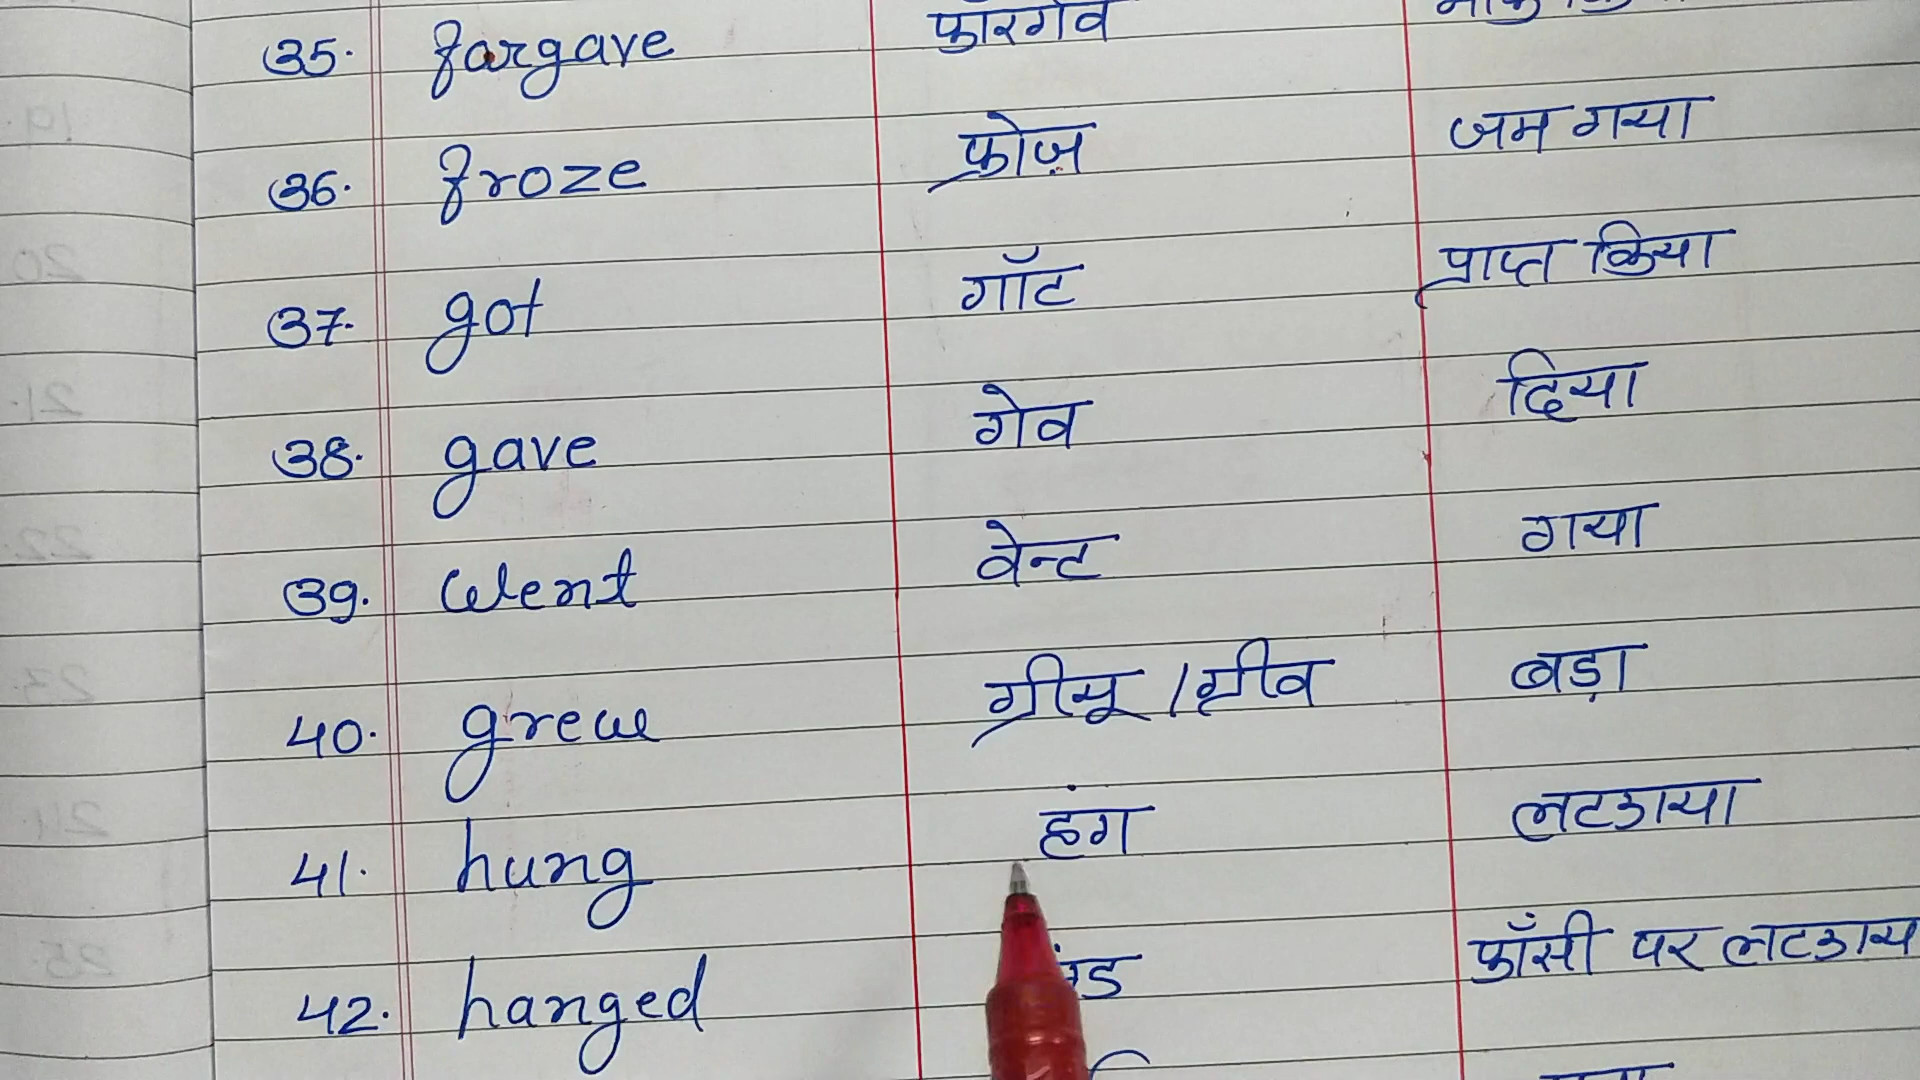 35. fargave फॉरगेव
36. froze फ्रोज़ जम गया
37. got गॉट प्राप्त किया
38. gave गेव दिया
39. went वेन्ट गया
40. grew ग्रीयू / ग्रीव बड़ा
41. hung हंग लटकाया
42. hanged फाँसी पर लटकाय